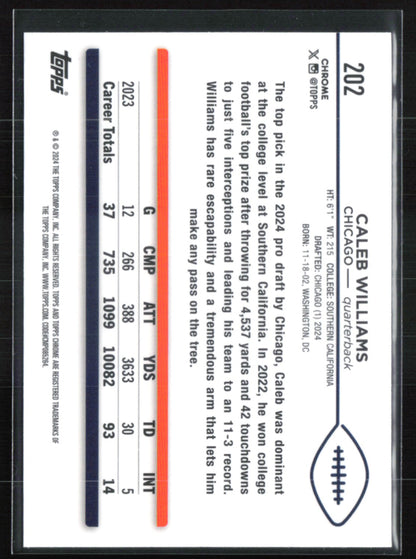 202
CHROME
@TOPPS
CALEB WILLIAMS
CHICAGO — quarterback
HT: 6'1" WT: 215 COLLEGE: SOUTHERN CALIFORNIA
DRAFTED: CHICAGO (1) 2024
BORN: 11-18-02, WASHINGTON, DC
The top pick in the 2024 pro draft by Chicago, Caleb was dominant
at the college level at Southern California. In 2022, he won college
football's top prize after throwing for 4,537 yards and 42 touchdowns
to just five interceptions and leading his team to an 11-3 record.
Williams has rare escapability and a tremendous arm that lets him
make any pass on the tree.
G CMP ATT YDS TD INT
2023 12 266 388 3633 30 5
Career Totals 37 735 1099 10082 93 14
topps®
® & © 2024 THE TOPPS COMPANY, INC. ALL RIGHTS RESERVED. TOPPS AND TOPPS CHROME ARE REGISTERED TRADEMARKS OF
THE TOPPS COMPANY, INC. WWW.TOPPS.COM.